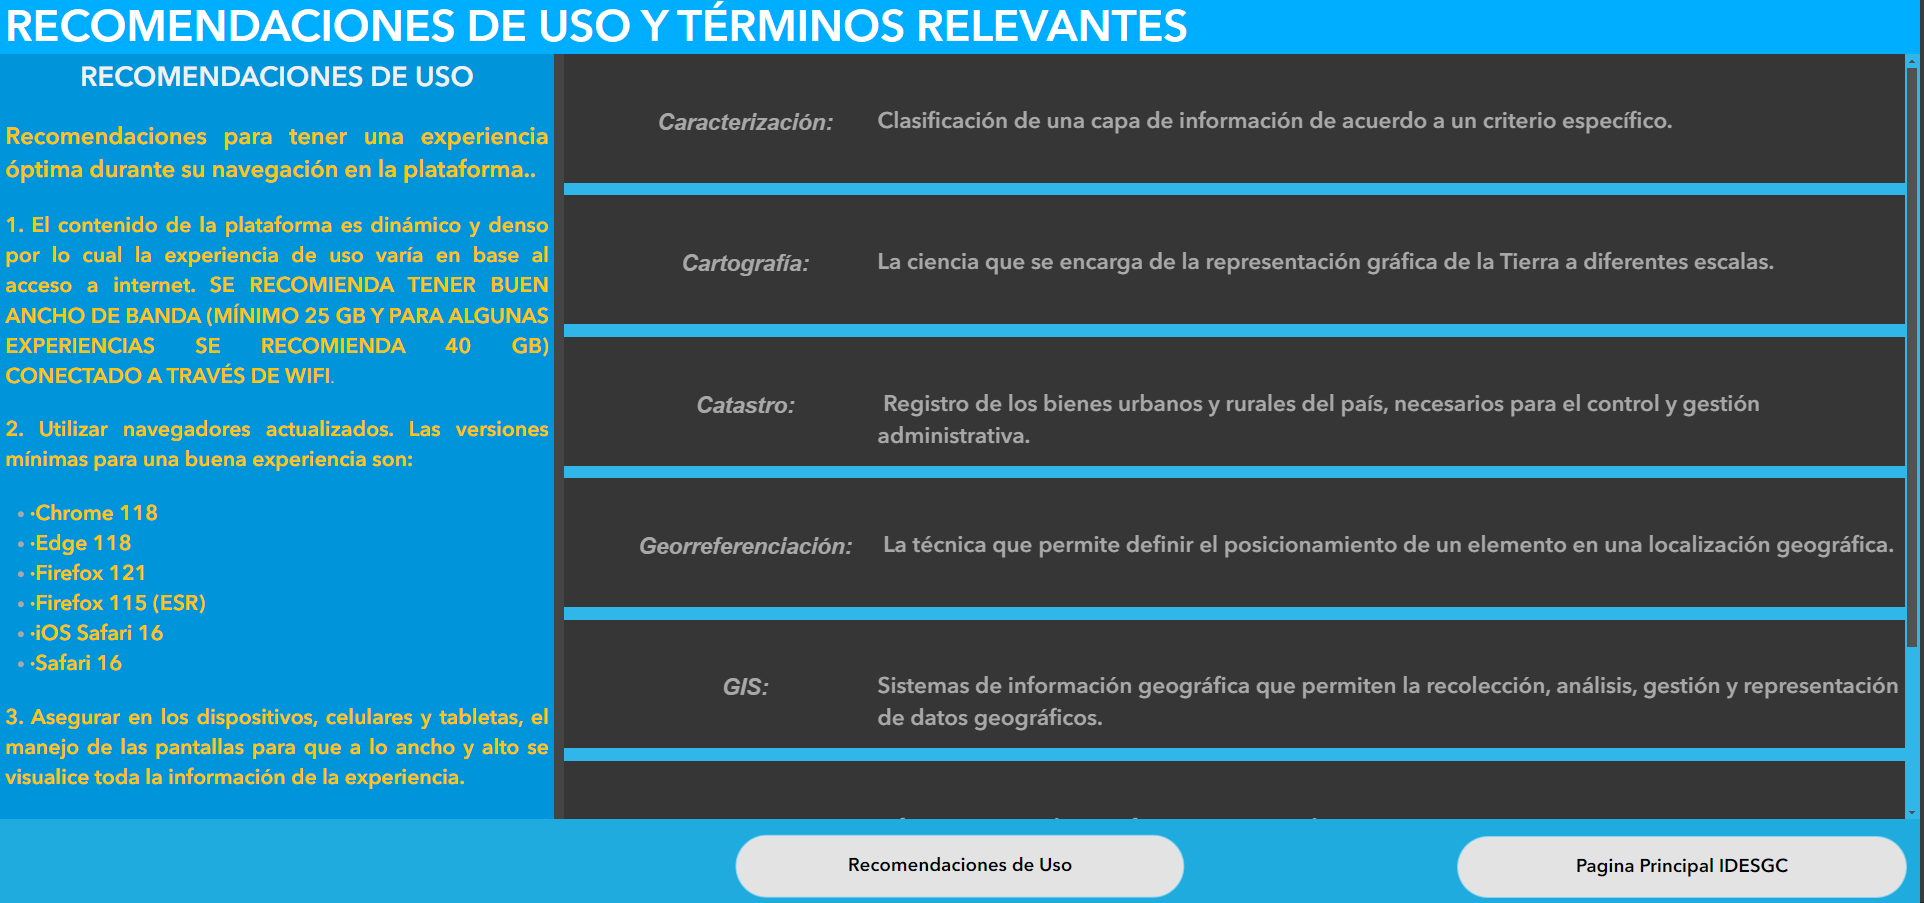 RECOMENDACIONES DE USO Y TÉRMINOS RELEVANTES
RECOMENDACIONES DE USO
Recomendaciones para tener una experiencia
óptima durante su navegación en la plataforma..
1. El contenido de la plataforma es dinámico y denso
por lo cual la experiencia de uso varía en base al
acceso a internet. SE RECOMIENDA TENER BUEN
ANCHO DE BANDA (MÍNIMO 25 GB Y PARA ALGUNAS
EXPERIENCIAS SE RECOMIENDA 40 GB)
CONECTADO A TRAVÉS DE WIFI.
2. Utilizar navegadores actualizados. Las versiones
mínimas para una buena experiencia son:
• ·Chrome 118
• ·Edge 118
• ·Firefox 121
• ·Firefox 115 (ESR)
• ·iOS Safari 16
• ·Safari 16
3. Asegurar en los dispositivos, celulares y tabletas, el
manejo de las pantallas para que a lo ancho y alto se
visualice toda la información de la experiencia.
Caracterización: Clasificación de una capa de información de acuerdo a un criterio específico.
Cartografía: La ciencia que se encarga de la representación gráfica de la Tierra a diferentes escalas.
Catastro: Registro de los bienes urbanos y rurales del país, necesarios para el control y gestión
administrativa.
Georreferenciación: La técnica que permite definir el posicionamiento de un elemento en una localización geográfica.
GIS: Sistemas de información geográfica que permiten la recolección, análisis, gestión y representación
de datos geográficos.
Recomendaciones de Uso
Pagina Principal IDESGC